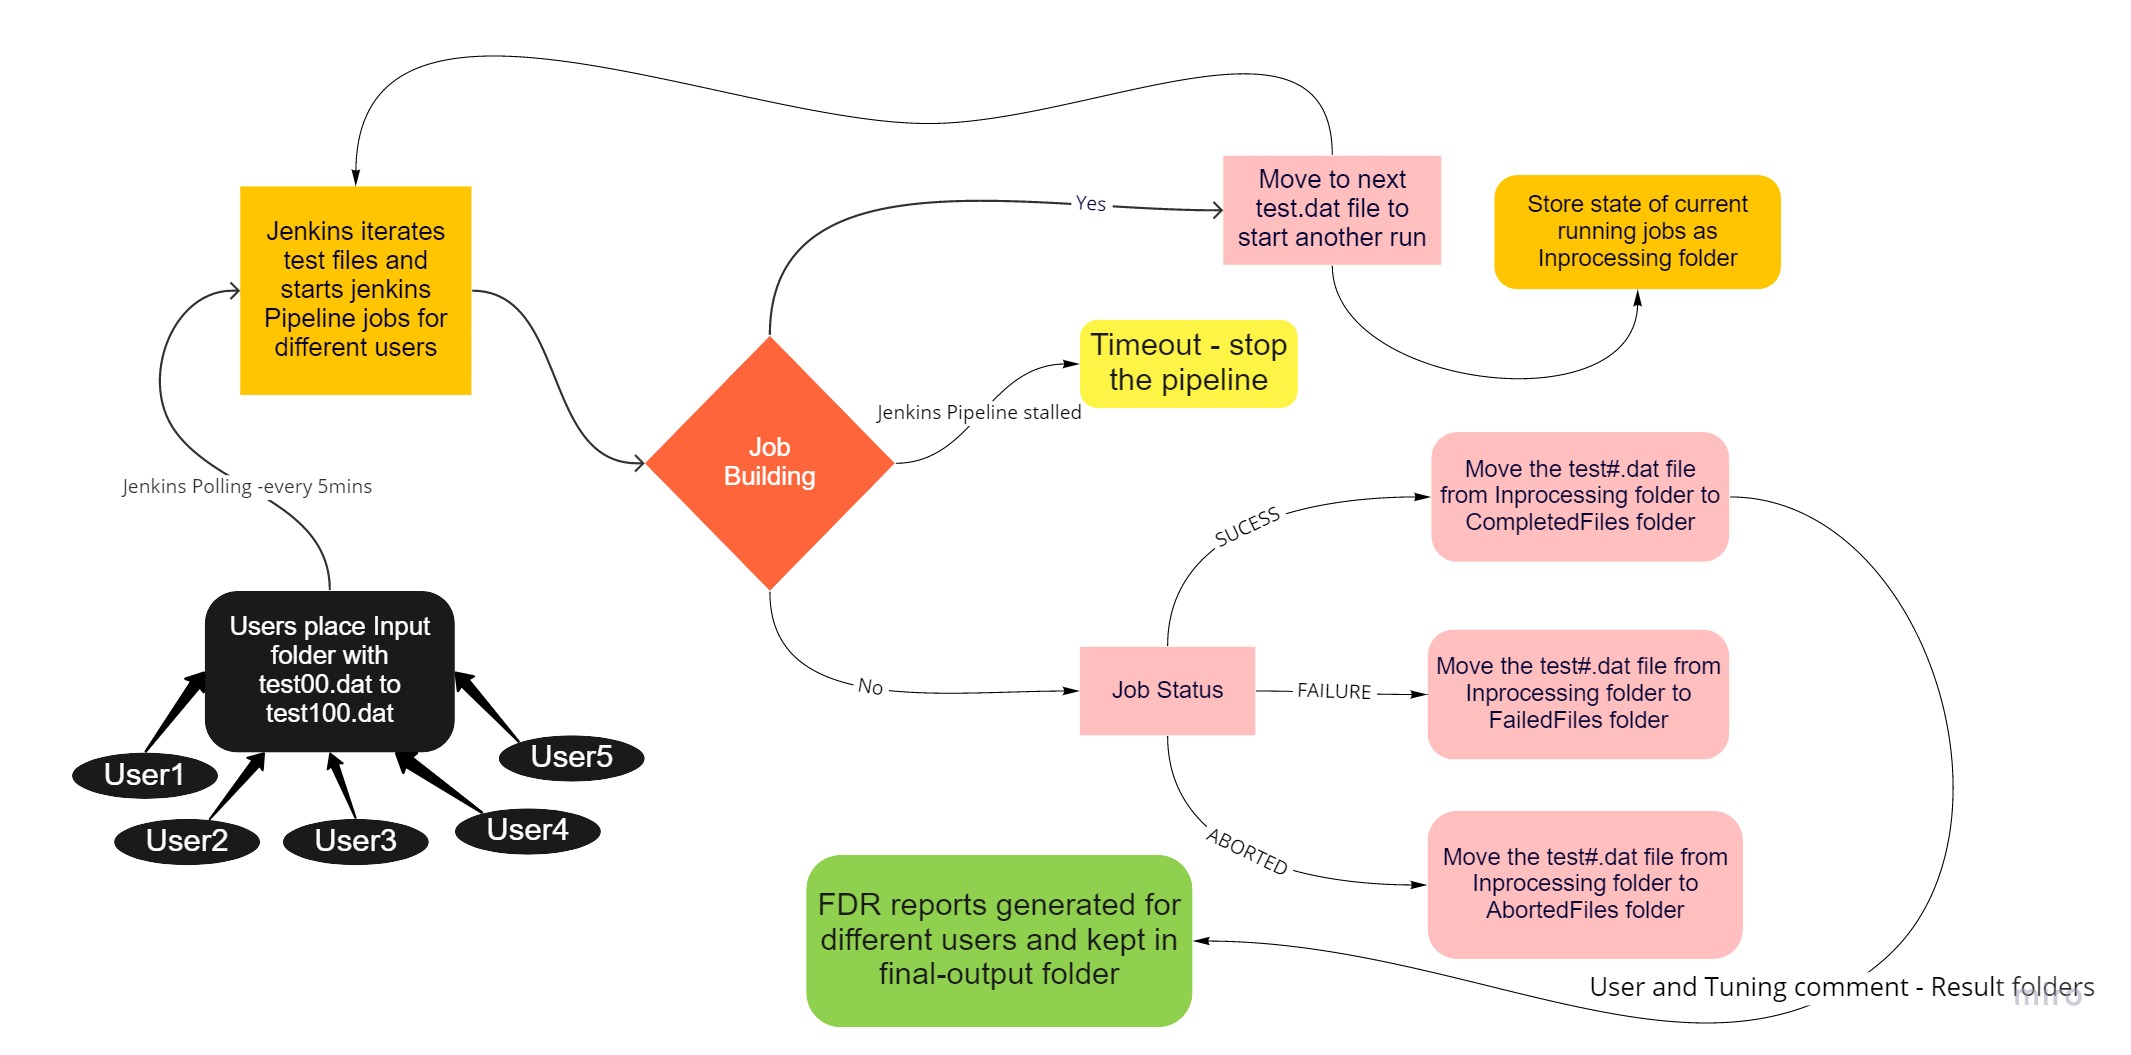 Jenkins iterates
test files and
starts jenkins
Pipeline jobs for
different users
Yes
Move to next
test.dat file to
start another run
Store state of current
running jobs as
Inprocessing folder
Timeout - stop
the pipeline
Jenkins Pipeline stalled
Job
Building
Jenkins Polling -every 5mins
Users place Input
folder with
test00.dat to
test100.dat
User1
User2
User3
User4
User5
No
Job Status
SUCESS
Move the test#.dat file
from Inprocessing folder to
CompletedFiles folder
FAILURE
Move the test#.dat file from
Inprocessing folder to
FailedFiles folder
ABORTED
Move the test#.dat file from
Inprocessing folder to
AbortedFiles folder
FDR reports generated for
different users and kept in
final-output folder
User and Tuning comment - Result folders
miro